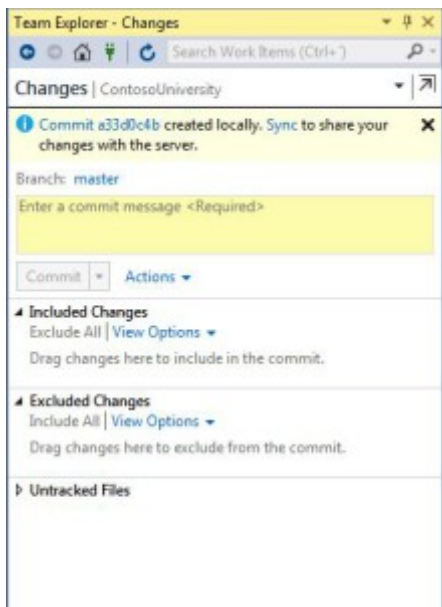 Team Explorer - Changes
Search Work Items (Ctrl+')
Changes | ContosoUniversity
Commit a33d0c4b created locally. Sync to share your
changes with the server.
Branch: master
Enter a commit message <Required>
Commit Actions
Included Changes
Exclude All | View Options
Drag changes here to include in the commit.
Excluded Changes
Include All | View Options
Drag changes here to exclude from the commit.
Untracked Files